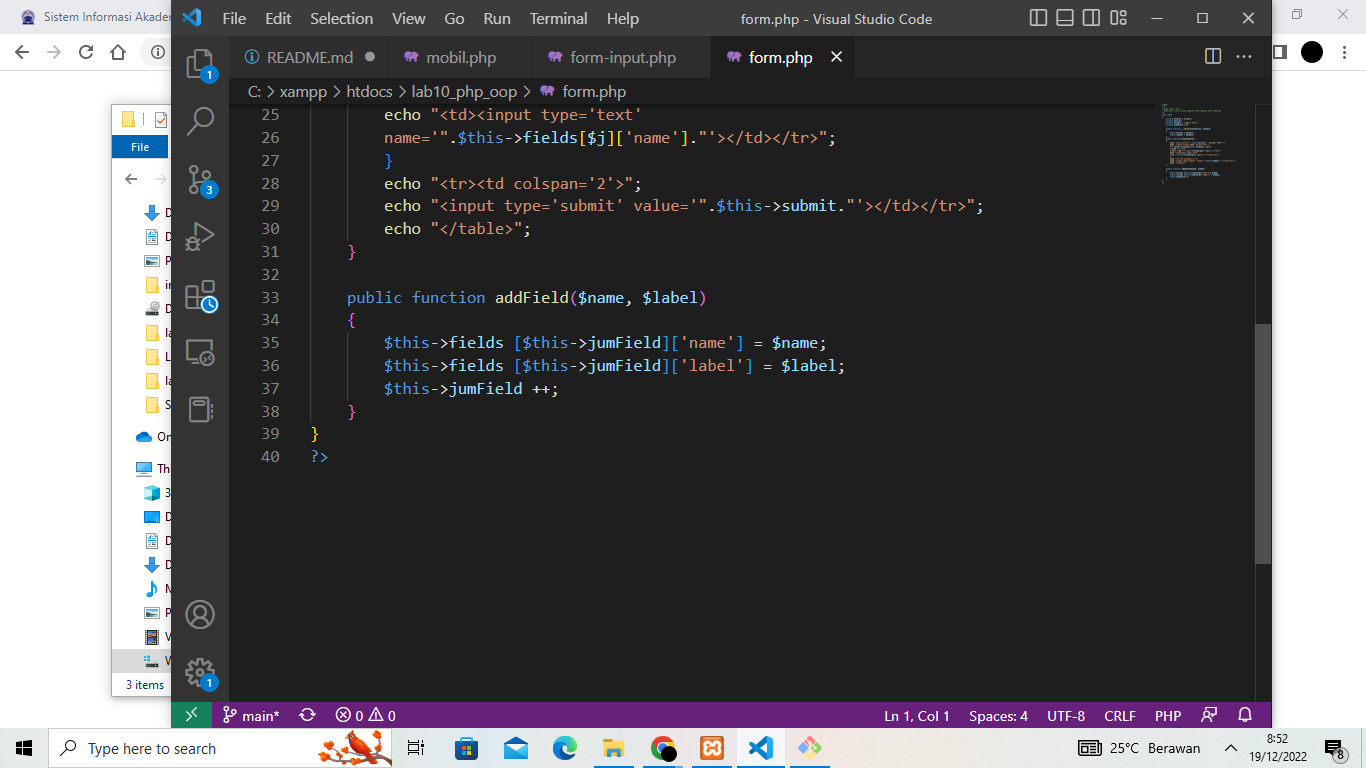 Sistem Informasi Akader
File Edit Selection View Go Run Terminal Help
form.php - Visual Studio Code
README.md
mobil.php
form-input.php
form.php
C: > xampp > htdocs > lab10_php_oop > form.php
25 echo "<td><input type='text'
26 name='".$this->fields[$j]['name']."'></td></tr>";
27 }
28 echo "<tr><td colspan='2'>";
29 echo "<input type='submit' value='".$this->submit."'></td></tr>";
30 echo "</table>";
31 }
32
33 public function addField($name, $label)
34 {
35 $this->fields [$this->jumField]['name'] = $name;
36 $this->fields [$this->jumField]['label'] = $label;
37 $this->jumField ++;
38 }
39 }
40 ?>
1
3
1
File
On
Th
3 items
main*
0
0
Ln 1, Col 1
Spaces: 4
UTF-8
CRLF
PHP
Type here to search
25°C Berawan
8:52
19/12/2022
8